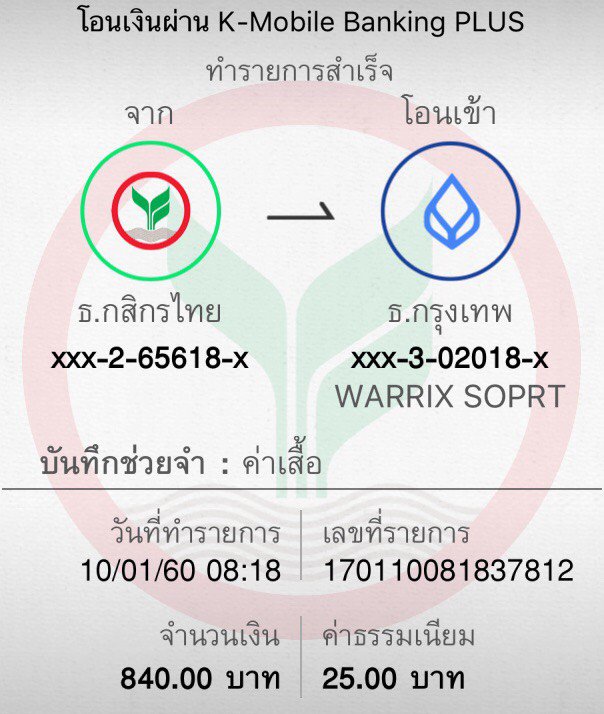 โอนเงินผ่าน K-Mobile Banking PLUS
ทำรายการสำเร็จ
จาก โอนเข้า
ธ.กสิกรไทย ธ.กรุงเทพ
xxx-2-65618-x xxx-3-02018-x
WARRIX SOPRT
บันทึกช่วยจำ : ค่าเสื้อ
วันที่ทำรายการ เลขที่รายการ
10/01/60 08:18 170110081837812
จำนวนเงิน ค่าธรรมเนียม
840.00 บาท 25.00 บาท